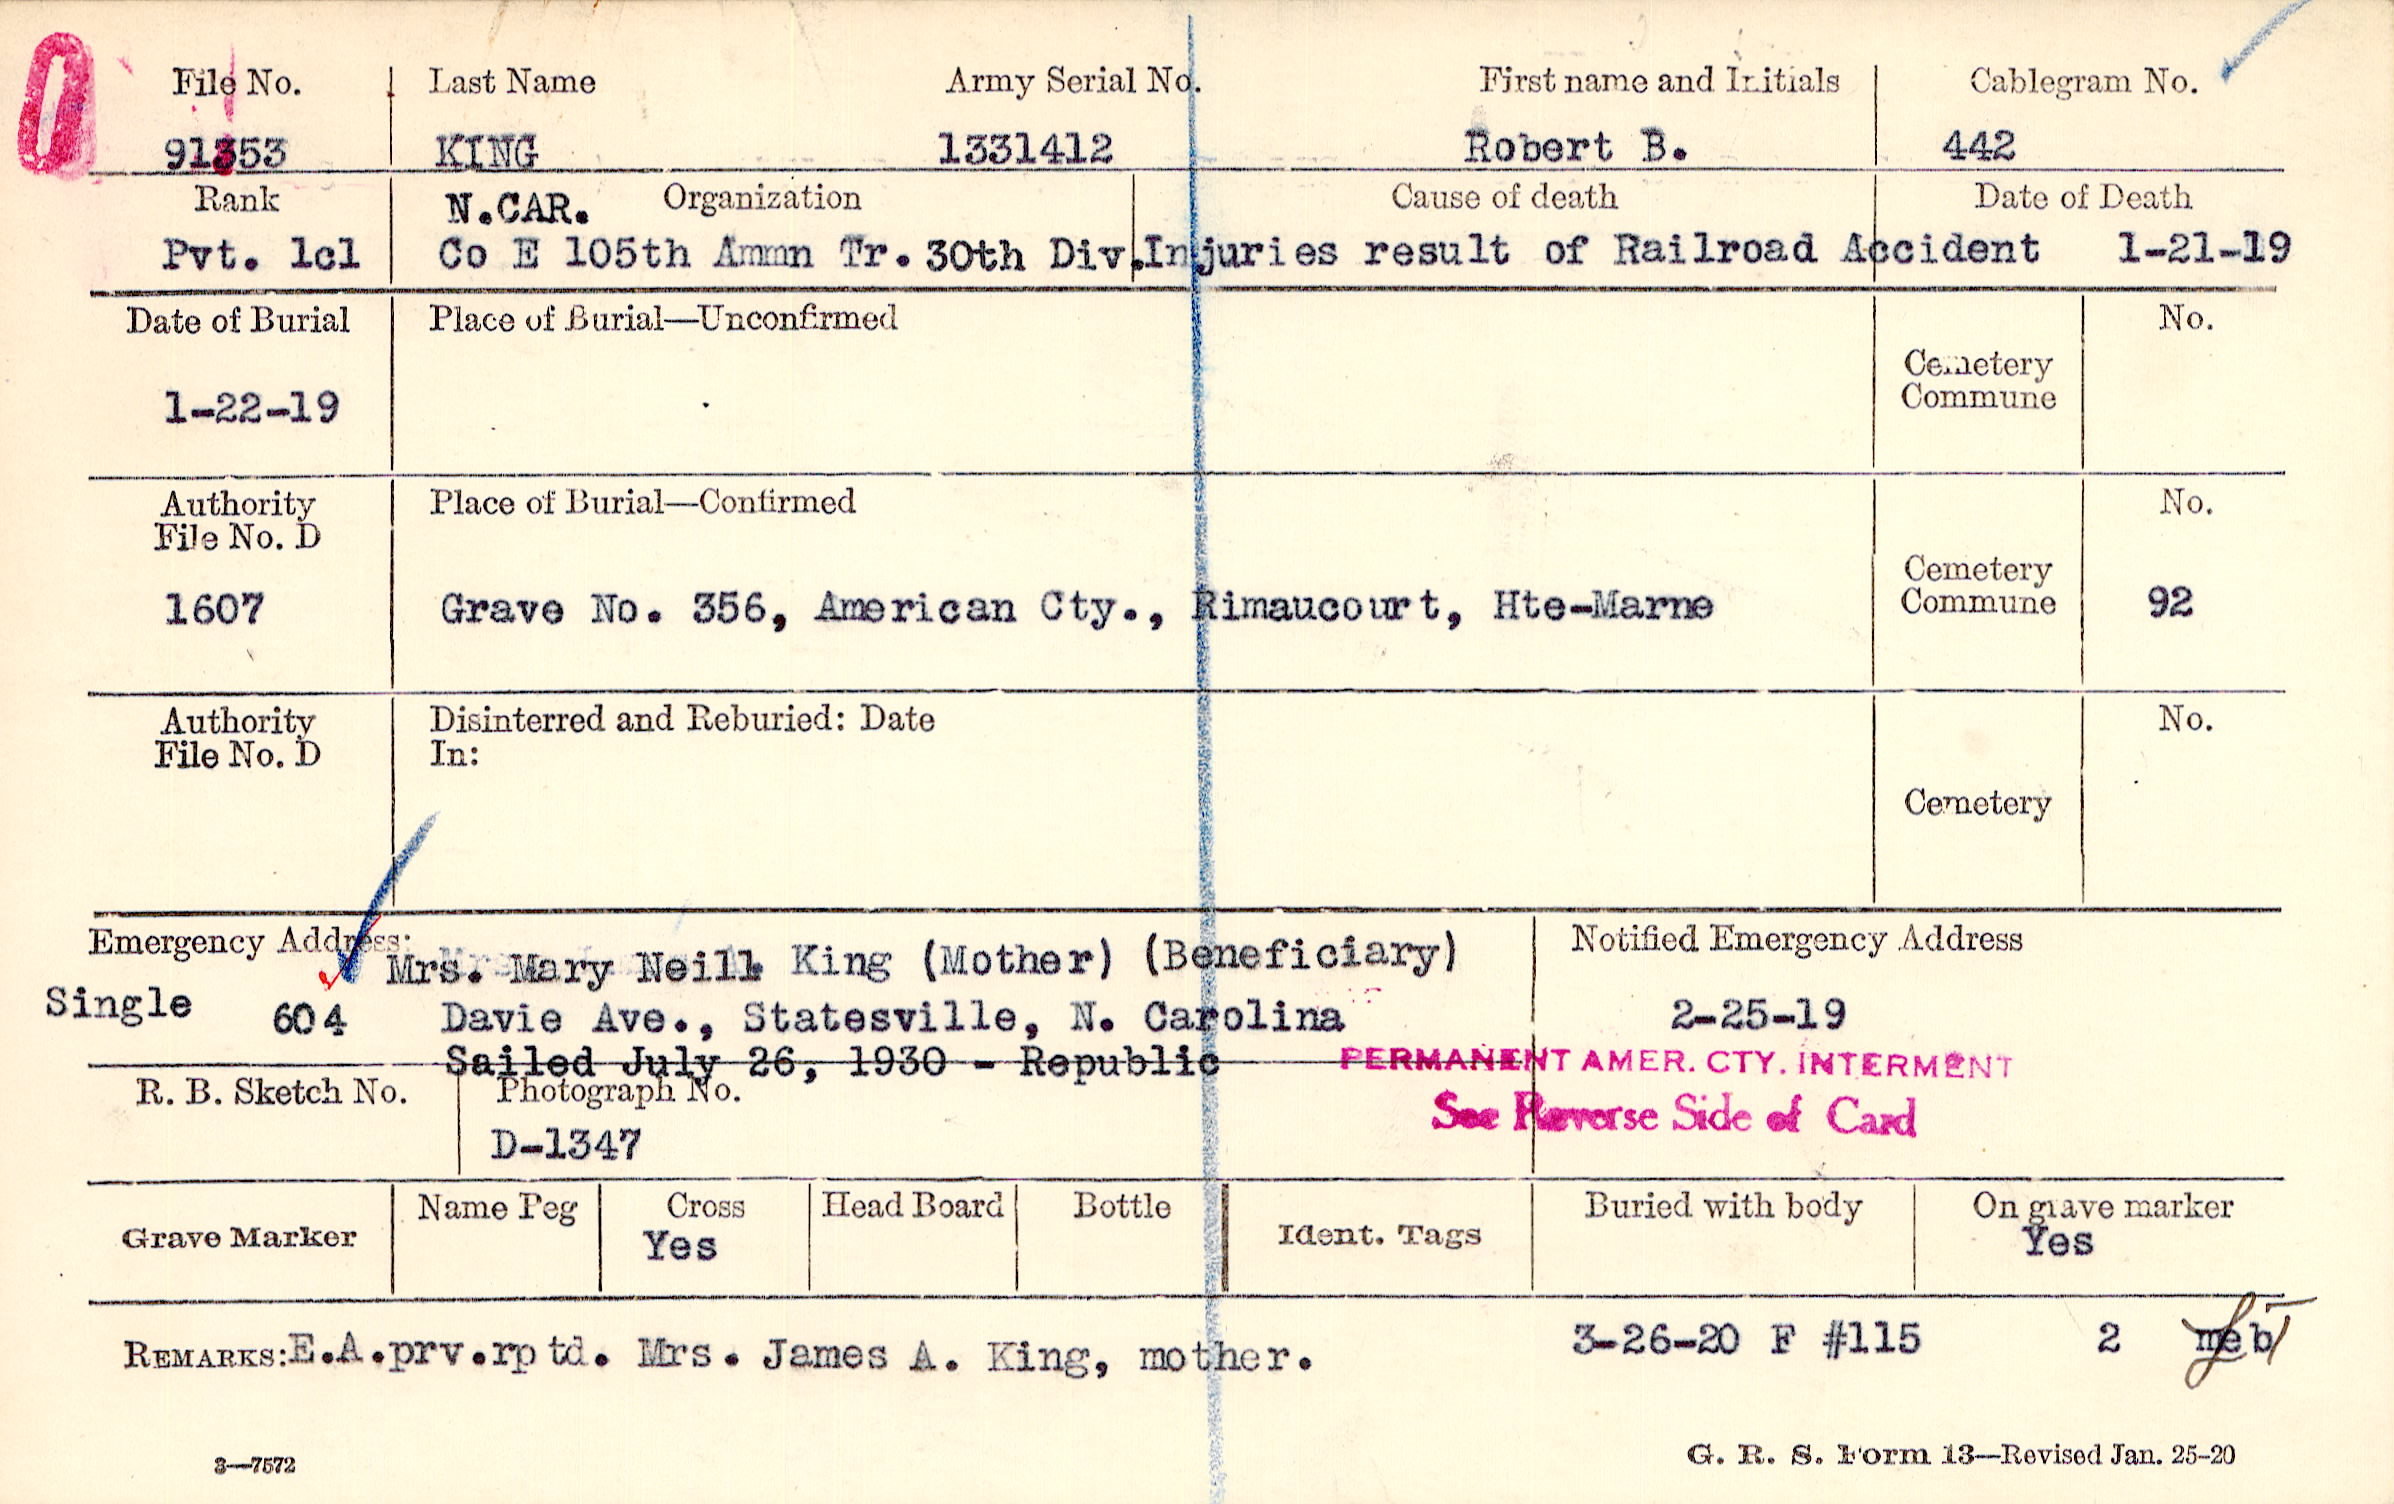 File No. Last Name Army Serial No. First name and Initials Cablegram No.
91353 KING 1331412 Robert B. 442
Rank N.CAR. Organization Cause of death Date of Death
Pvt. 1cl Co E 105th Ammn Tr. 30th Div. Injuries result of Railroad Accident 1-21-19
Date of Burial Place of Burial—Unconfirmed No.
Cemetery
Commune
1-22-19
Authority Place of Burial—Confirmed No.
File No. D
Cemetery
Commune
1607 Grave No. 356, American Cty., Rimaucourt, Hte-Marne 92
Authority Disinterred and Reburied: Date No.
File No. D In:
Cemetery
Emergency Address: Mrs. Mary Neill King (Mother) (Beneficiary) Notified Emergency Address
Single 604 Davie Ave., Statesville, N. Carolina 2-25-19
Sailed July 26, 1930 - Republic PERMANENT AMER. CTY. INTERMENT
R. B. Sketch No. Photograph No. See Reverse Side of Card
D-1347
Grave Marker Name Peg Cross Head Board Bottle Ident. Tags Buried with body On grave marker
Yes Yes
REMARKS: E.A.prv.rptd. Mrs. James A. King, mother. 3-26-20 F #115 2 meb
3—7572 G. R. S. Form 13—Revised Jan. 25-20